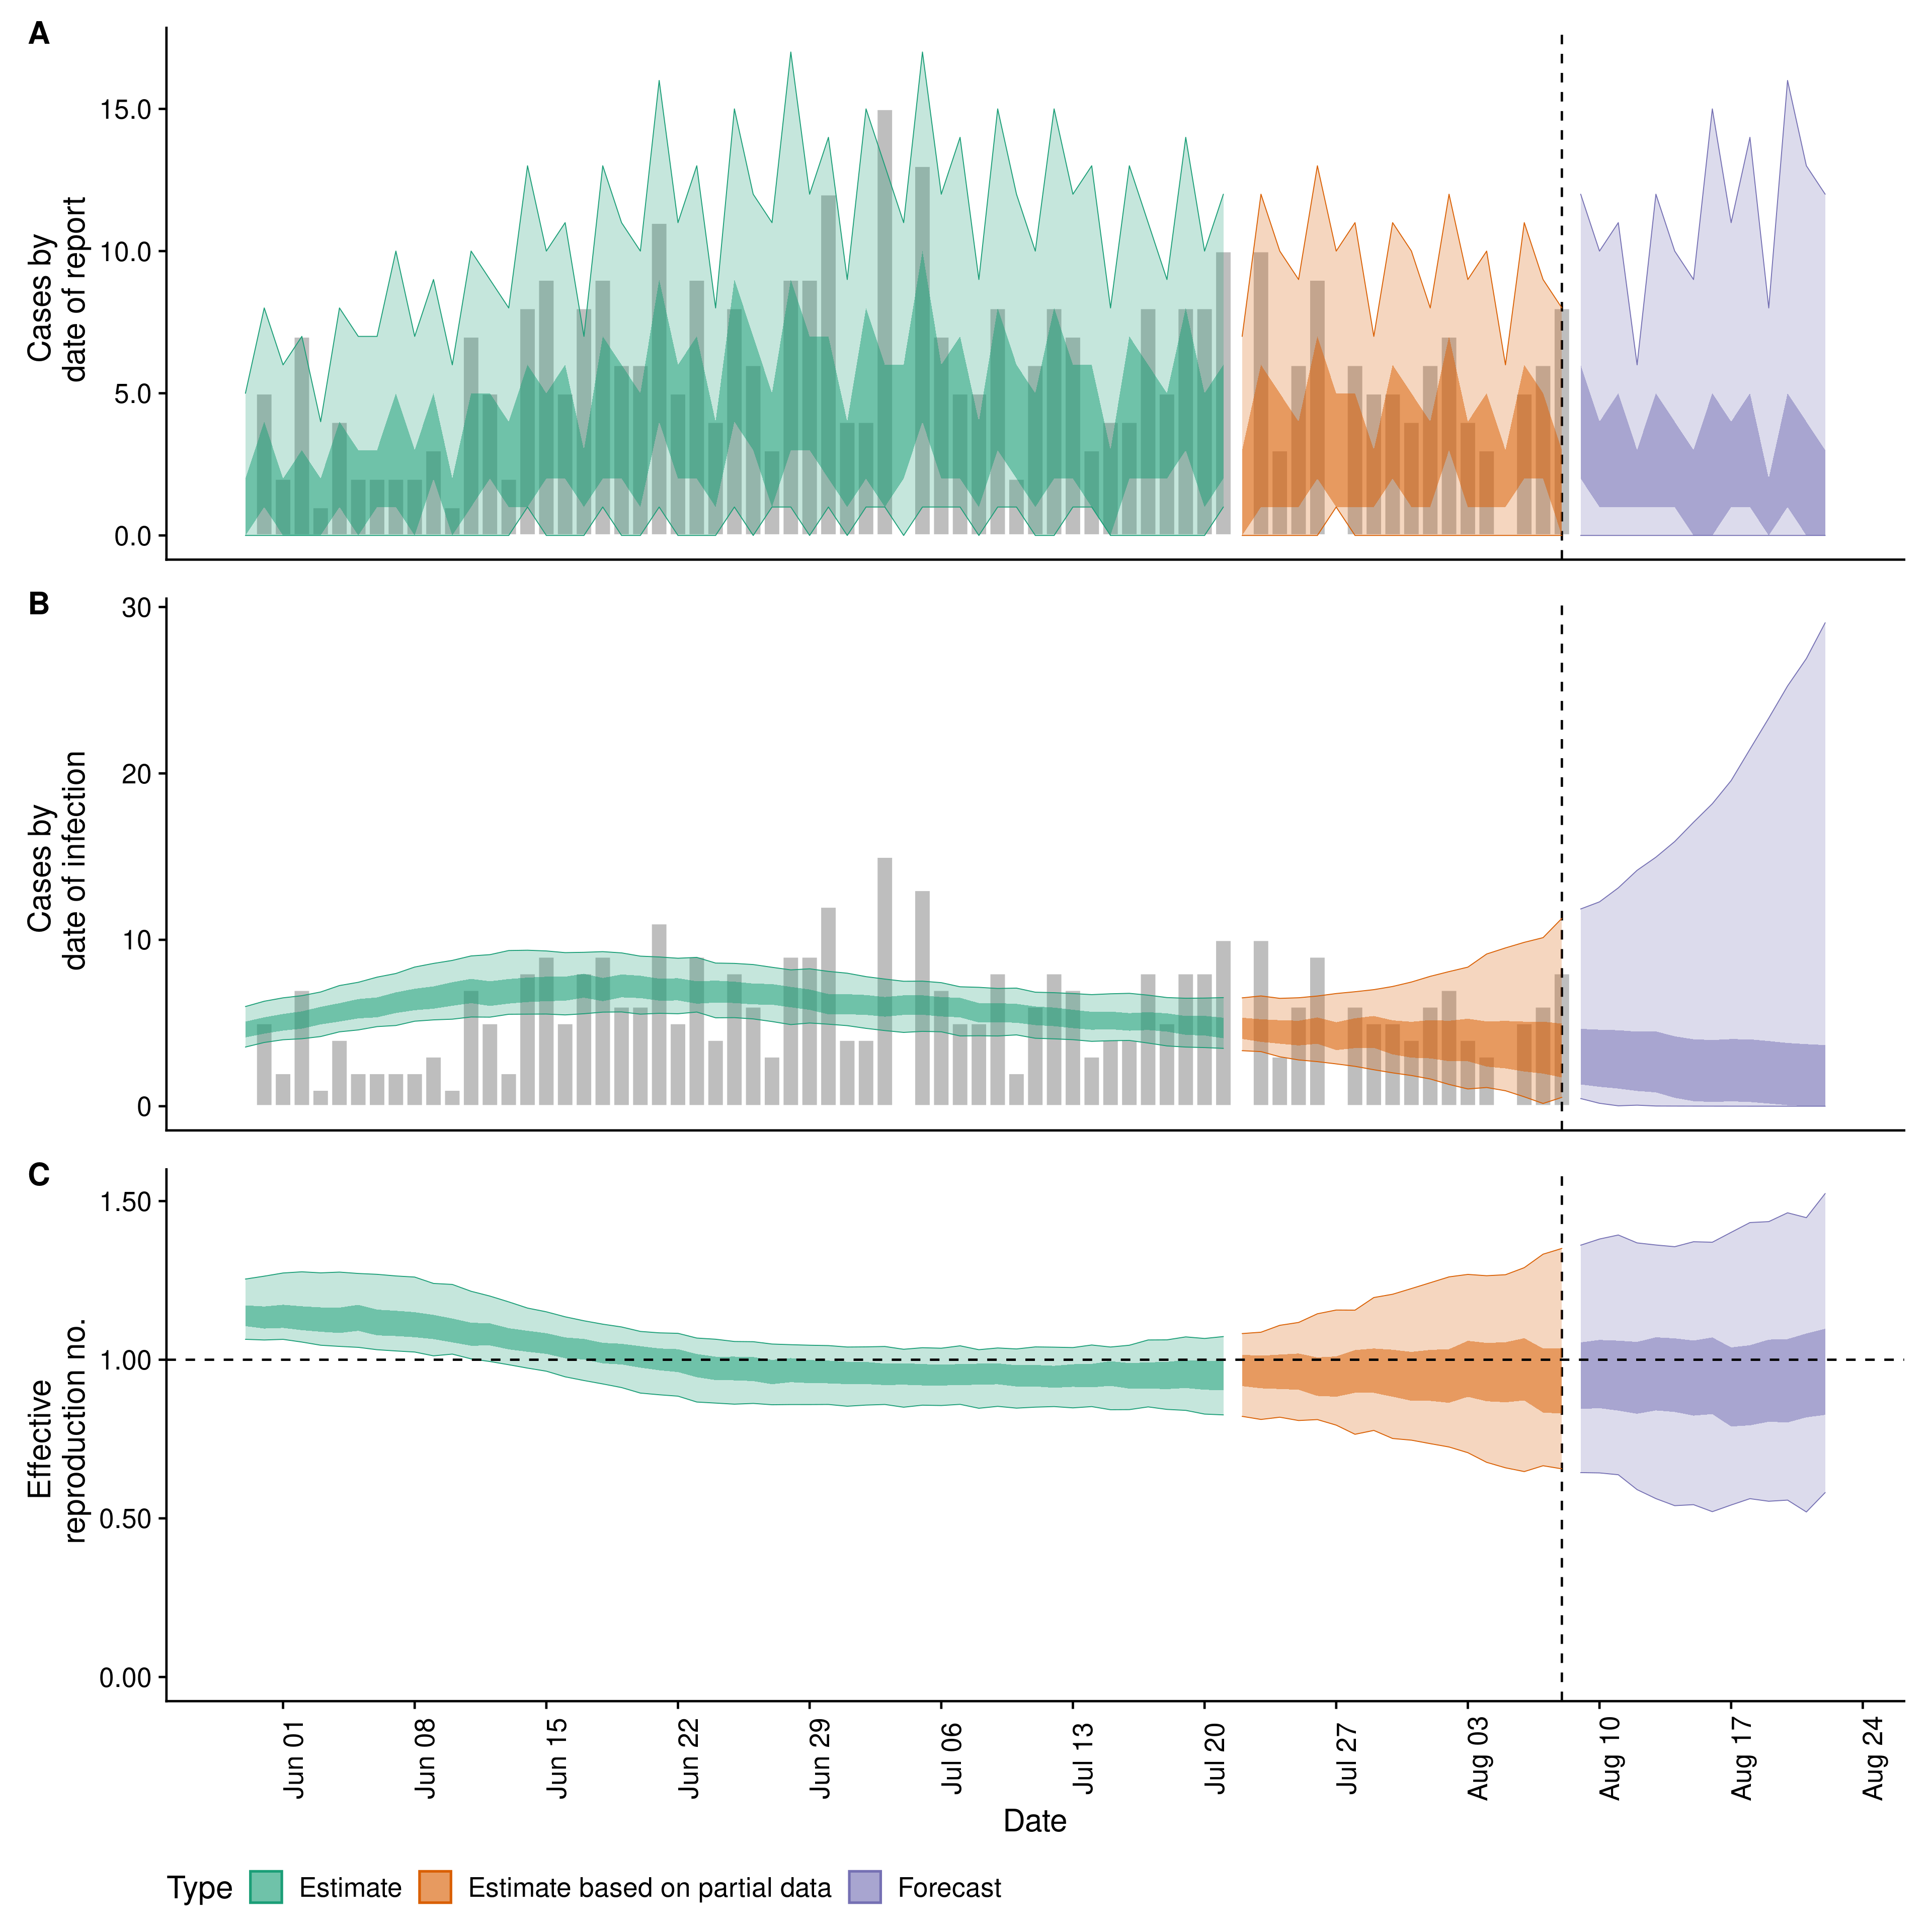 A
Cases by
date of report
15.0
10.0
5.0
0.0
B
Cases by
date of infection
30
20
10
0
C
Effective
reproduction no.
1.50
1.00
0.50
0.00
Jun 01
Jun 08
Jun 15
Jun 22
Jun 29
Jul 06
Jul 13
Jul 20
Jul 27
Aug 03
Aug 10
Aug 17
Aug 24
Date
Type Estimate Estimate based on partial data Forecast